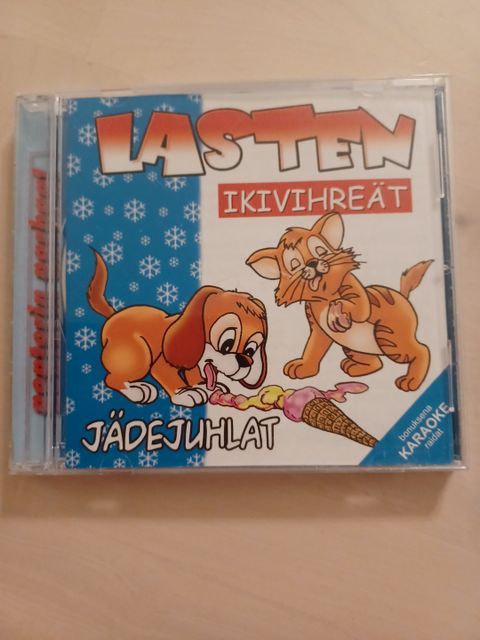 LASTEN
IKIVIHREÄT
JÄDEJUHLAT
bonuksena
KARAOKE
raidat